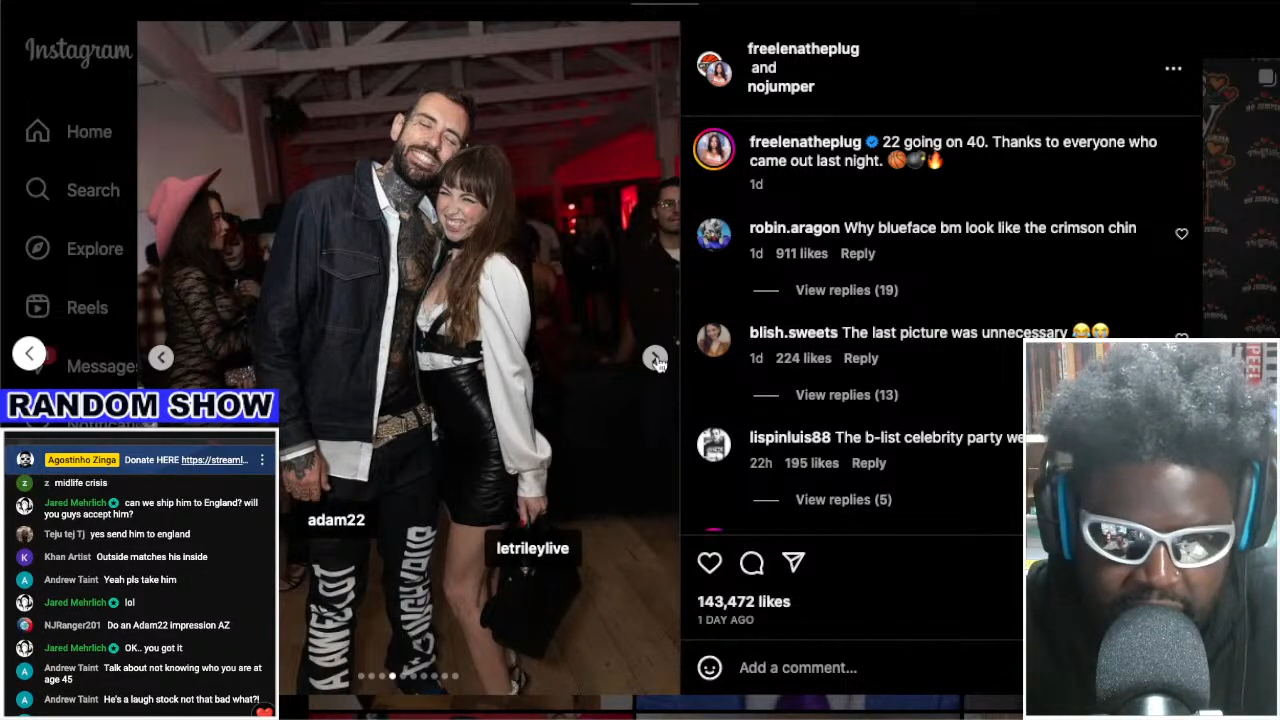 Instagram
Home
Search
Explore
Reels
Messages
RANDOM SHOW
Agostinho Zinga Donate HERE https://streaml...
z z midlife crisis
Jared Mehrlich can we ship him to England? will
you guys accept him?
Teju tej Tj yes send him to england
K Khan Artist Outside matches his inside
A Andrew Taint Yeah pls take him
Jared Mehrlich lol
NJRanger201 Do an Adam22 impression AZ
Jared Mehrlich OK.. you got it
A Andrew Taint Talk about not knowing who you are at
age 45
A Andrew Taint He's a laugh stock not that bad what?!
adam22
letrileylive
freelenatheplug
and
nojumper
freelenatheplug 22 going on 40. Thanks to everyone who
came out last night. 🏀💣🔥
1d
robin.aragon Why blueface bm look like the crimson chin
1d 911 likes Reply
View replies (19)
blish.sweets The last picture was unnecessary 😂😭
1d 224 likes Reply
View replies (13)
lispinluis88 The b-list celebrity party we
22h 195 likes Reply
View replies (5)
143,472 likes
1 DAY AGO
Add a comment...